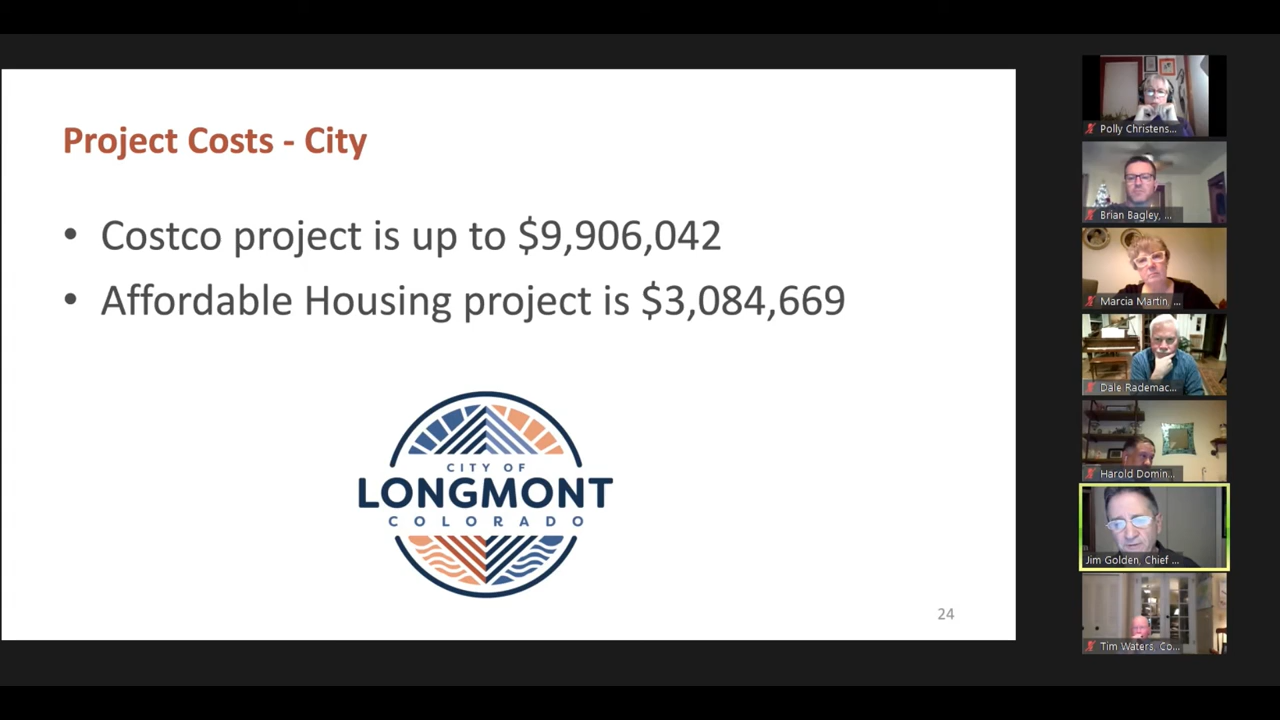 Project Costs - City
• Costco project is up to $9,906,042
• Affordable Housing project is $3,084,669
CITY OF
LONGMONT
COLORADO
24
Polly Christens...
Brian Bagley, ...
Marcia Martin, ...
Dale Rademac...
Harold Domin...
Jim Golden, Chief ...
Tim Waters, Co...